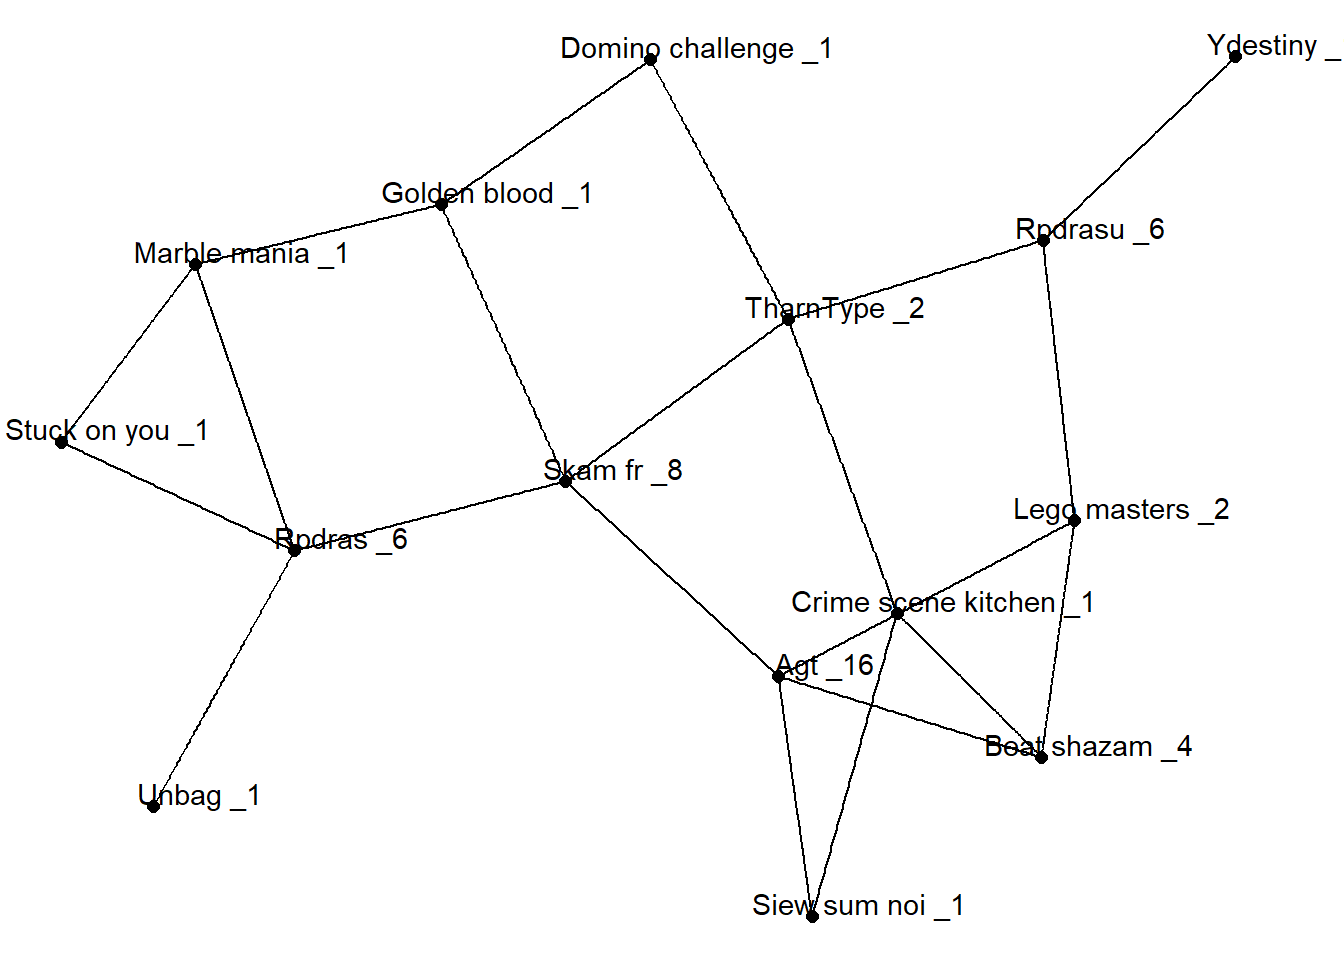 Domino challenge _1
Ydestiny _
Golden blood _1
Marble mania _1
Rpdrasu _6
TharnType _2
Stuck on you _1
Skam fr _8
Rpdras _6
Lego masters _2
Crime scene kitchen _1
Agt _16
Beat shazam _4
Unbag _1
Siew sum noi _1